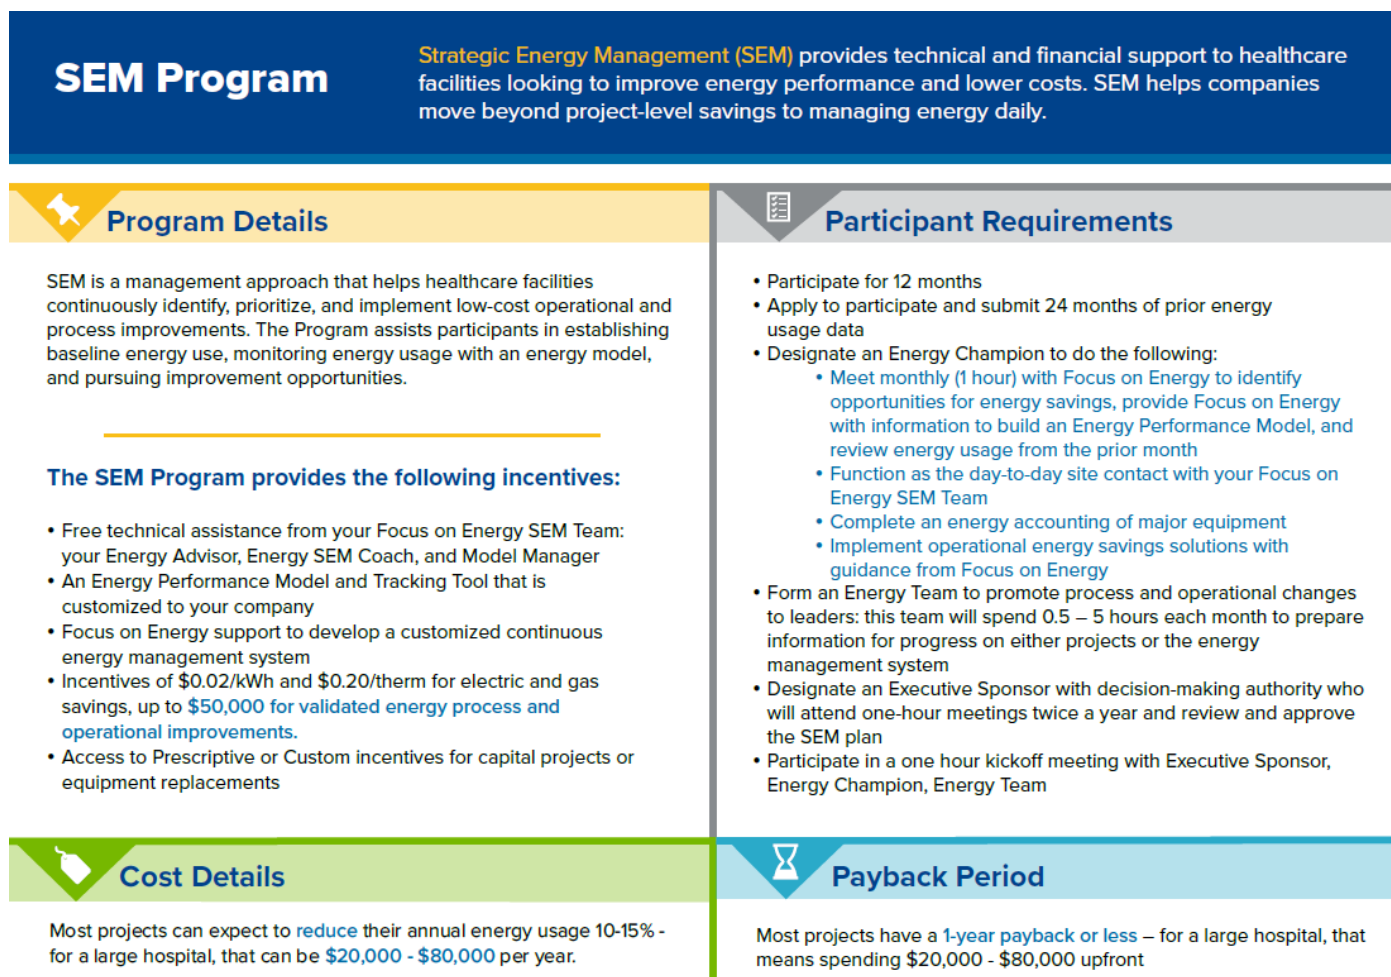 SEM Program
Strategic Energy Management (SEM) provides technical and financial support to healthcare
facilities looking to improve energy performance and lower costs. SEM helps companies
move beyond project-level savings to managing energy daily.
Program Details
SEM is a management approach that helps healthcare facilities
continuously identify, prioritize, and implement low-cost operational and
process improvements. The Program assists participants in establishing
baseline energy use, monitoring energy usage with an energy model,
and pursuing improvement opportunities.
The SEM Program provides the following incentives:
• Free technical assistance from your Focus on Energy SEM Team:
your Energy Advisor, Energy SEM Coach, and Model Manager
• An Energy Performance Model and Tracking Tool that is
customized to your company
• Focus on Energy support to develop a customized continuous
energy management system
• Incentives of $0.02/kWh and $0.20/therm for electric and gas
savings, up to $50,000 for validated energy process and
operational improvements.
• Access to Prescriptive or Custom incentives for capital projects or
equipment replacements
Participant Requirements
• Participate for 12 months
• Apply to participate and submit 24 months of prior energy
usage data
• Designate an Energy Champion to do the following:
• Meet monthly (1 hour) with Focus on Energy to identify
opportunities for energy savings, provide Focus on Energy
with information to build an Energy Performance Model, and
review energy usage from the prior month
• Function as the day-to-day site contact with your Focus on
Energy SEM Team
• Complete an energy accounting of major equipment
• Implement operational energy savings solutions with
guidance from Focus on Energy
• Form an Energy Team to promote process and operational changes
to leaders: this team will spend 0.5 – 5 hours each month to prepare
information for progress on either projects or the energy
management system
• Designate an Executive Sponsor with decision-making authority who
will attend one-hour meetings twice a year and review and approve
the SEM plan
• Participate in a one hour kickoff meeting with Executive Sponsor,
Energy Champion, Energy Team
Cost Details
Most projects can expect to reduce their annual energy usage 10-15% -
for a large hospital, that can be $20,000 - $80,000 per year.
Payback Period
Most projects have a 1-year payback or less – for a large hospital, that
means spending $20,000 - $80,000 upfront